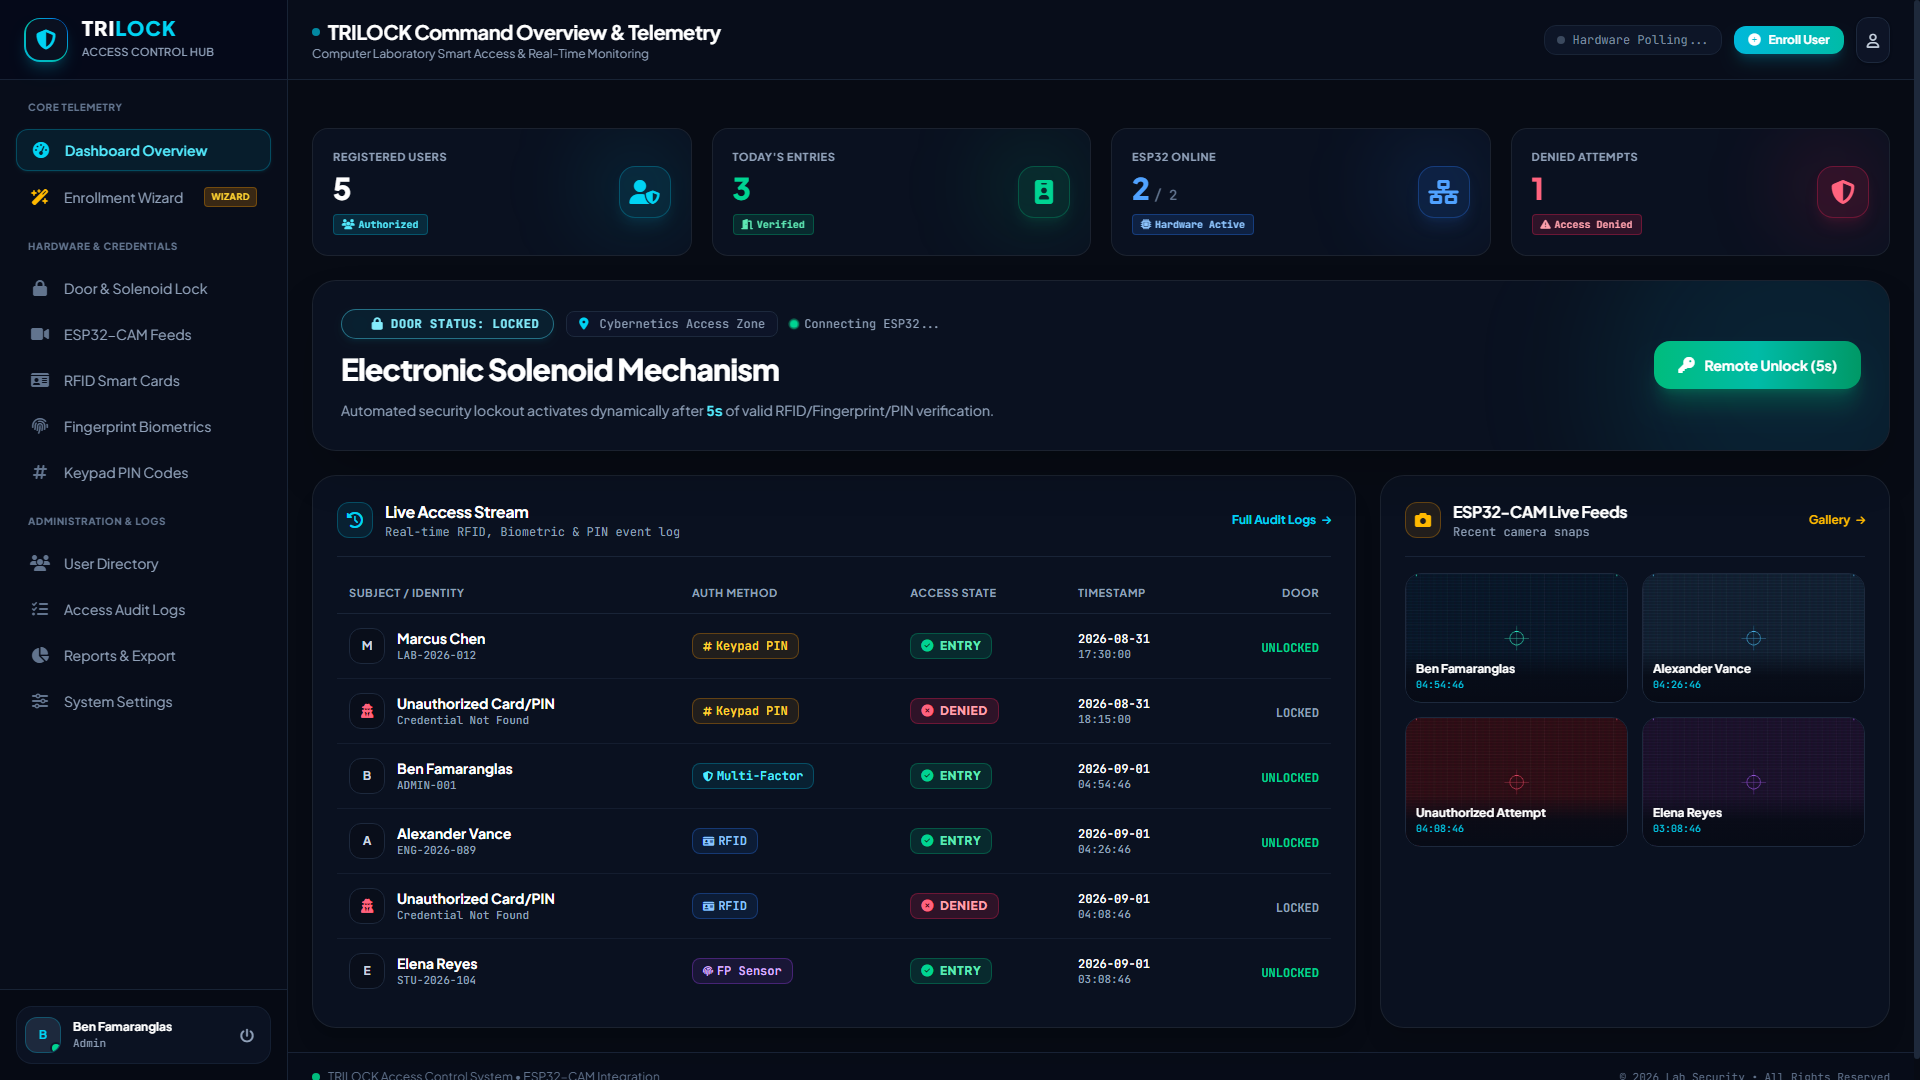 TRILOCK
ACCESS CONTROL HUB
CORE TELEMETRY
Dashboard Overview
Enrollment Wizard WIZARD
HARDWARE & CREDENTIALS
Door & Solenoid Lock
ESP32-CAM Feeds
RFID Smart Cards
Fingerprint Biometrics
Keypad PIN Codes
ADMINISTRATION & LOGS
User Directory
Access Audit Logs
Reports & Export
System Settings
B
Ben Famaranglas
Admin
TRILOCK Command Overview & Telemetry
Computer Laboratory Smart Access & Real-Time Monitoring
Hardware Polling...
Enroll User
REGISTERED USERS
5
Authorized
TODAY'S ENTRIES
3
Verified
ESP32 ONLINE
2 / 2
Hardware Active
DENIED ATTEMPTS
1
Access Denied
DOOR STATUS: LOCKED
Cybernetics Access Zone
Connecting ESP32...
Electronic Solenoid Mechanism
Automated security lockout activates dynamically after 5s of valid RFID/Fingerprint/PIN verification.
Remote Unlock (5s)
Live Access Stream
Real-time RFID, Biometric & PIN event log
Full Audit Logs →
SUBJECT / IDENTITY AUTH METHOD ACCESS STATE TIMESTAMP DOOR
M Marcus Chen # Keypad PIN ENTRY 2026-08-31 UNLOCKED
LAB-2026-012 17:30:00
Unauthorized Card/PIN # Keypad PIN DENIED 2026-08-31 LOCKED
Credential Not Found 18:15:00
B Ben Famaranglas Multi-Factor ENTRY 2026-09-01 UNLOCKED
ADMIN-001 04:54:46
A Alexander Vance RFID ENTRY 2026-09-01 UNLOCKED
ENG-2026-089 04:26:46
Unauthorized Card/PIN RFID DENIED 2026-09-01 LOCKED
Credential Not Found 04:08:46
E Elena Reyes FP Sensor ENTRY 2026-09-01 UNLOCKED
STU-2026-104 03:08:46
ESP32-CAM Live Feeds
Recent camera snaps
Gallery →
Ben Famaranglas
04:54:46
Alexander Vance
04:26:46
Unauthorized Attempt
04:08:46
Elena Reyes
03:08:46
TRILOCK Access Control System • ESP32-CAM Integration
© 2026 Lab Security • All Rights Reserved